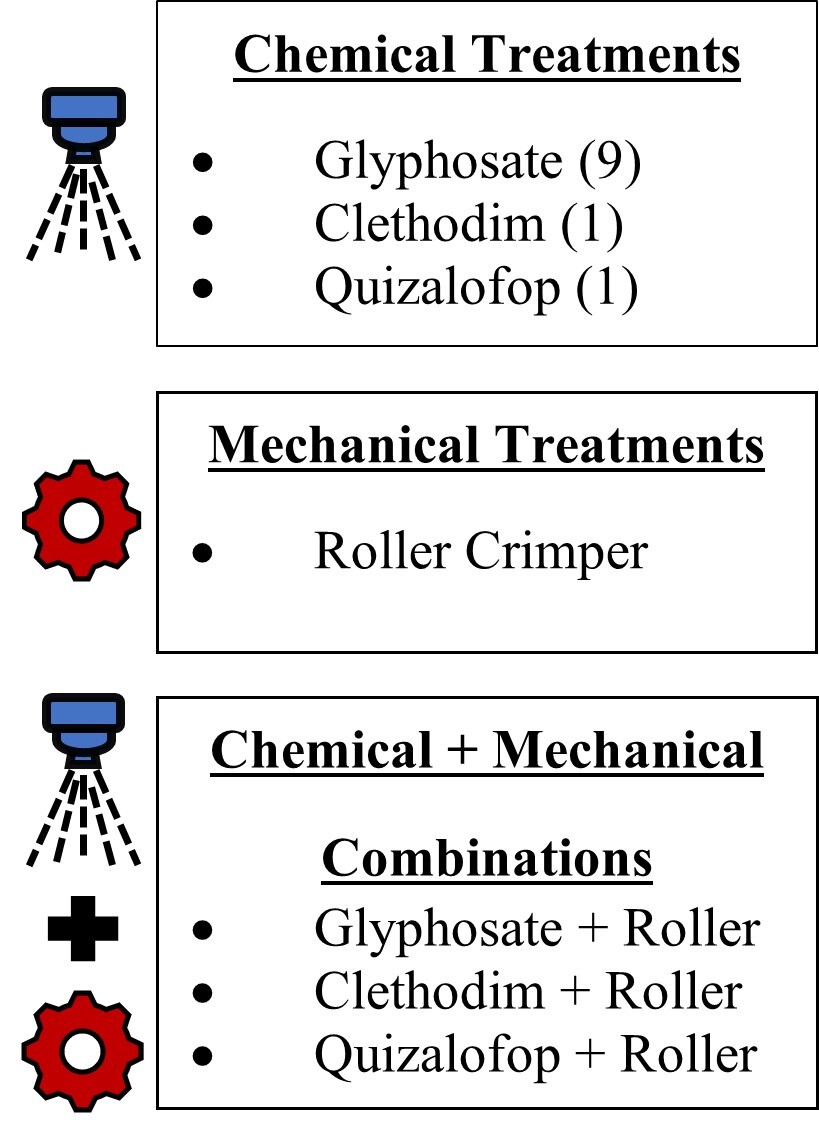 Chemical Treatments
• Glyphosate (9)
• Clethodim (1)
• Quizalofop (1)
Mechanical Treatments
• Roller Crimper
Chemical + Mechanical
Combinations
• Glyphosate + Roller
• Clethodim + Roller
• Quizalofop + Roller